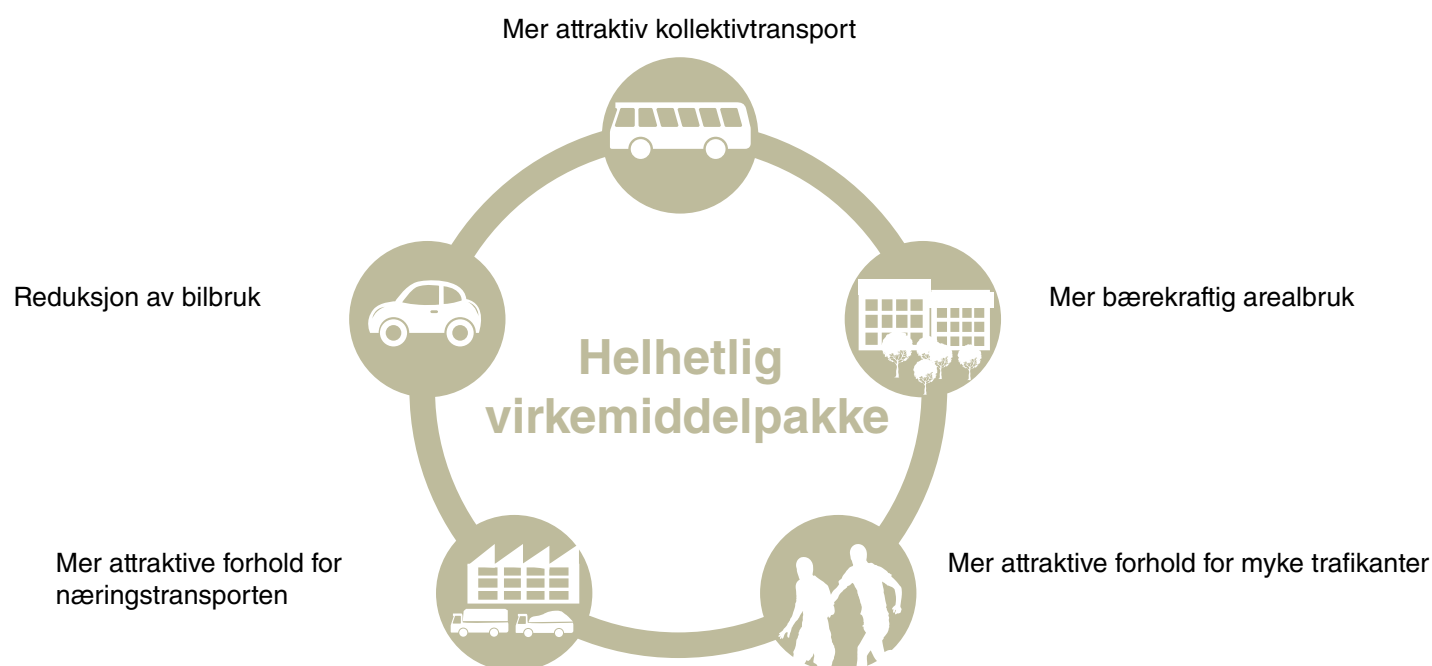 Mer attraktiv kollektivtransport
Reduksjon av bilbruk
Mer bærekraftig arealbruk
Helhetlig
virkemiddelpakke
Mer attraktive forhold for
næringstransporten
Mer attraktive forhold for myke trafikanter